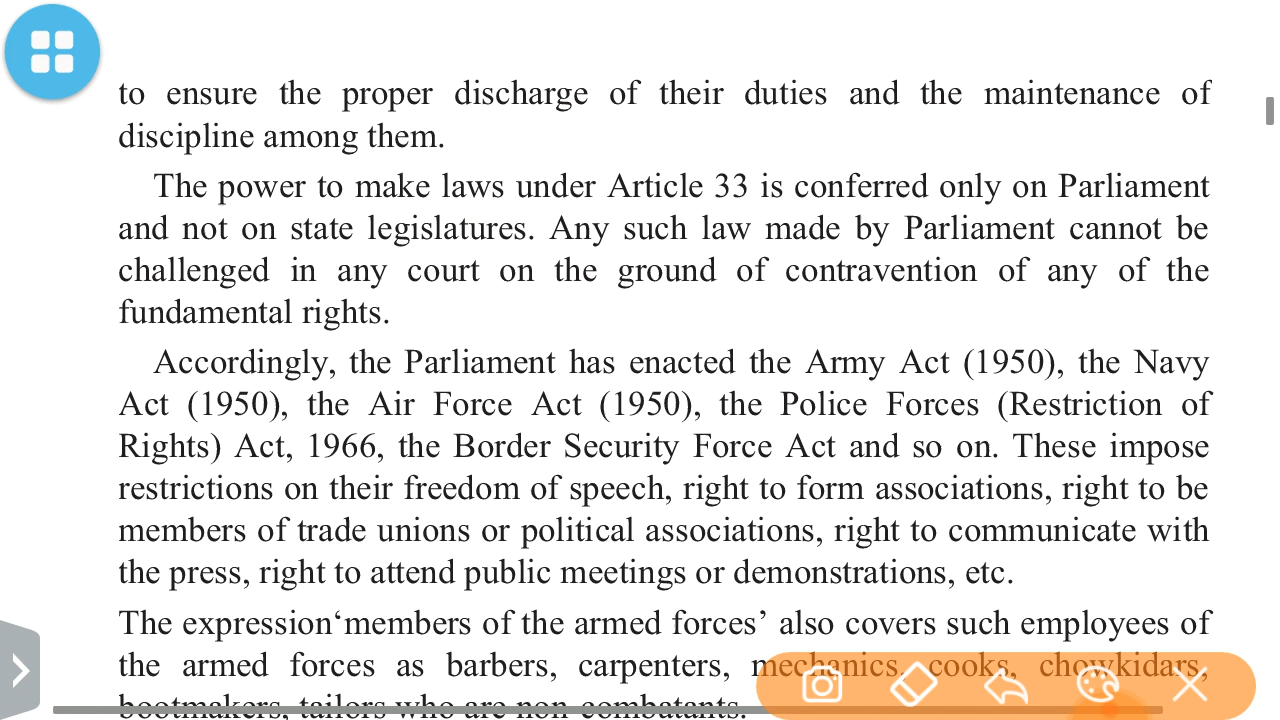 to ensure the proper discharge of their duties and the maintenance of
discipline among them.
The power to make laws under Article 33 is conferred only on Parliament
and not on state legislatures. Any such law made by Parliament cannot be
challenged in any court on the ground of contravention of any of the
fundamental rights.
Accordingly, the Parliament has enacted the Army Act (1950), the Navy
Act (1950), the Air Force Act (1950), the Police Forces (Restriction of
Rights) Act, 1966, the Border Security Force Act and so on. These impose
restrictions on their freedom of speech, right to form associations, right to be
members of trade unions or political associations, right to communicate with
the press, right to attend public meetings or demonstrations, etc.
The expression‘members of the armed forces’ also covers such employees of
the armed forces as barbers, carpenters, mechanics, cooks, chowkidars,
bootmakers, tailors who are non-combatants.